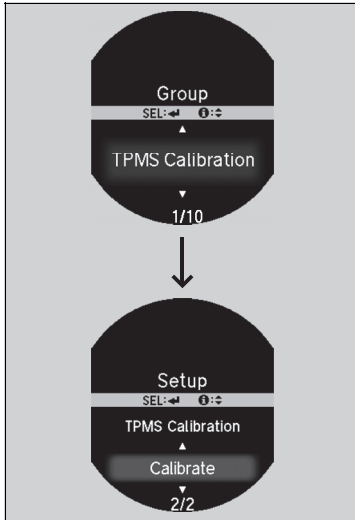 Group
SEL:↵ ℹ:⬍
▲
TPMS Calibration
▼
1/10
Setup
SEL:↵ ℹ:⬍
TPMS Calibration
▲
Calibrate
▼
2/2